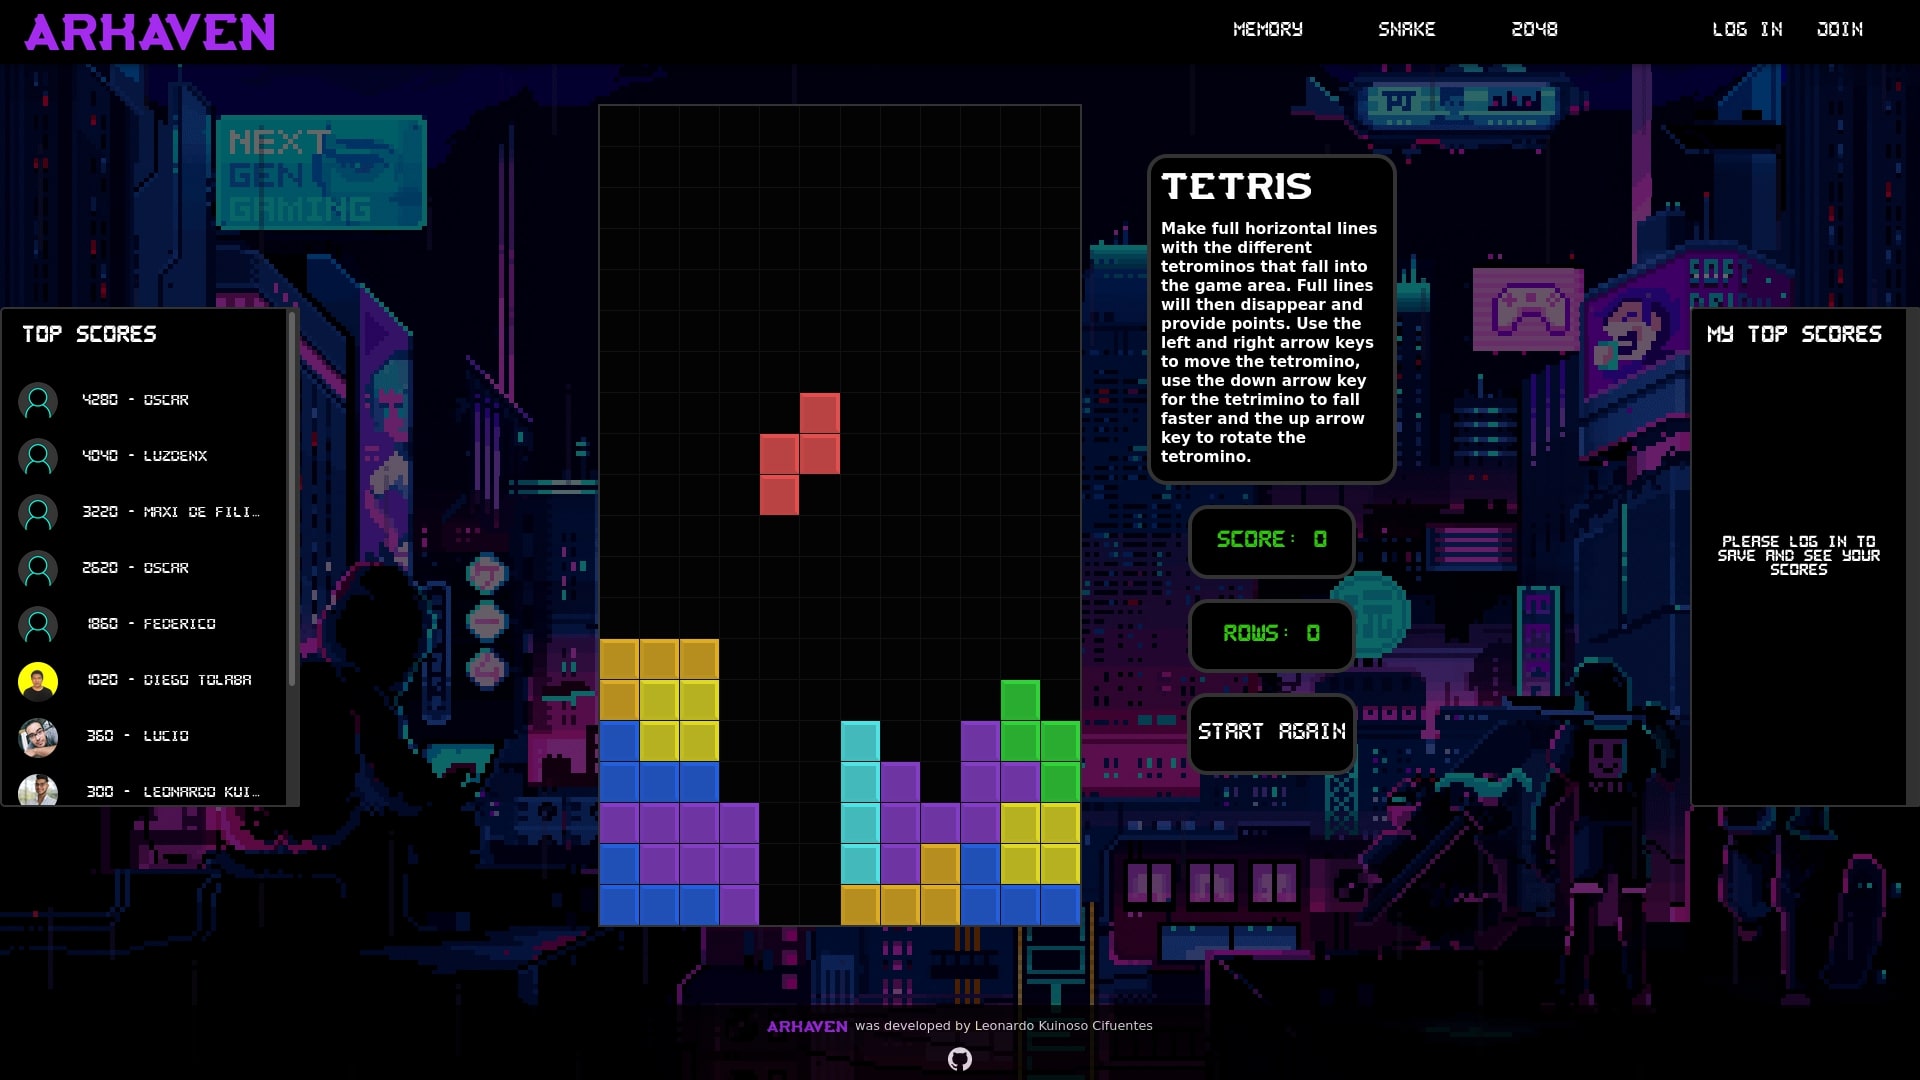 ARKAVEN
MEMORY
SNAKE
2048
LOG IN
JOIN
NEXT
GEN
GAMING
TETRIS
Make full horizontal lines
with the different
tetrominos that fall into
the game area. Full lines
will then disappear and
provide points. Use the
left and right arrow keys
to move the tetromino,
use the down arrow key
for the tetrimino to fall
faster and the up arrow
key to rotate the
tetromino.
TOP SCORES
4280 - OSCAR
4040 - LUZDENX
3220 - MAXI DE FILI...
2620 - OSCAR
1860 - FEDERICO
1020 - DIEGO TOLABA
360 - LUCIO
300 - LEONARDO KUI...
SCORE: 0
ROWS: 0
START AGAIN
MY TOP SCORES
PLEASE LOG IN TO
SAVE AND SEE YOUR
SCORES
ARKAVEN was developed by Leonardo Kuinoso Cifuentes